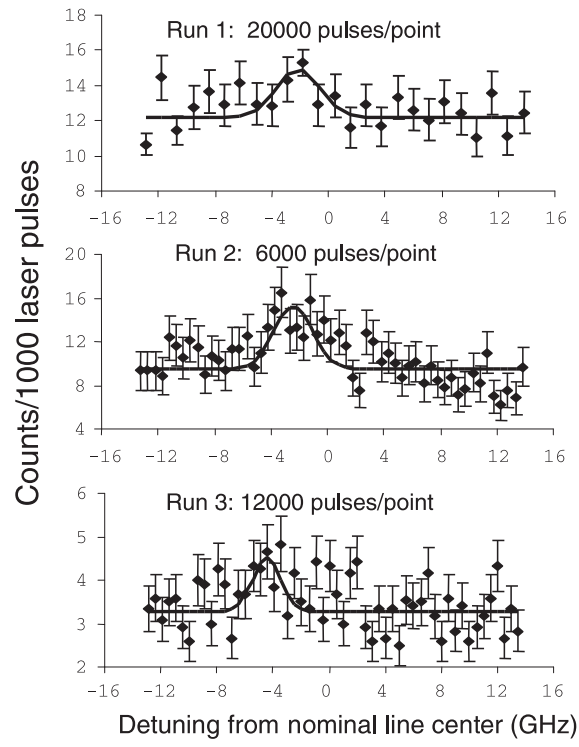 Run 1: 20000 pulses/point
18
16
14
12
10
8
-16 -12 -8 -4 0 4 8 12 16
Run 2: 6000 pulses/point
20
16
12
8
4
-16 -12 -8 -4 0 4 8 12 16
Run 3: 12000 pulses/point
6
5
4
3
2
-16 -12 -8 -4 0 4 8 12 16
Counts/1000 laser pulses
Detuning from nominal line center (GHz)